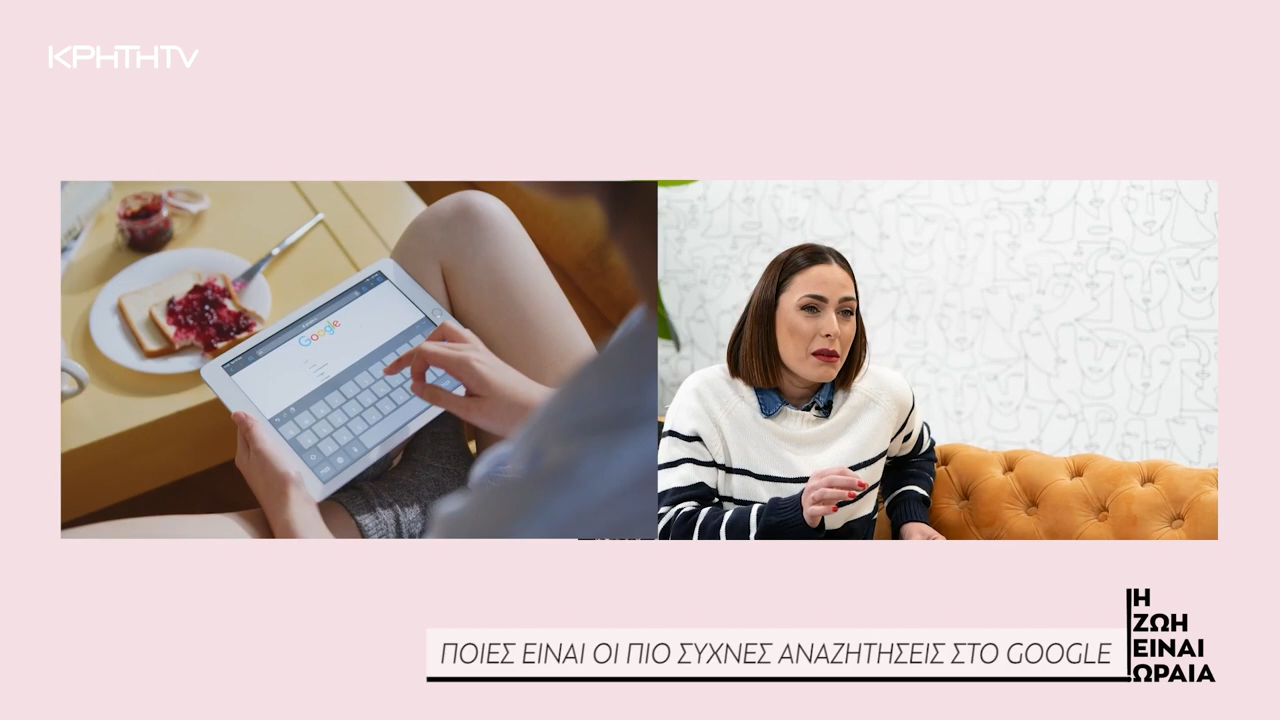 ΚΡΗΤΗTV
Google
ΠΟΙΕΣ ΕΙΝΑΙ ΟΙ ΠΙΟ ΣΥΧΝΕΣ ΑΝΑΖΗΤΗΣΕΙΣ ΣΤΟ GOOGLE
Η
ΖΩΗ
ΕΙΝΑΙ
ΩΡΑΙΑ